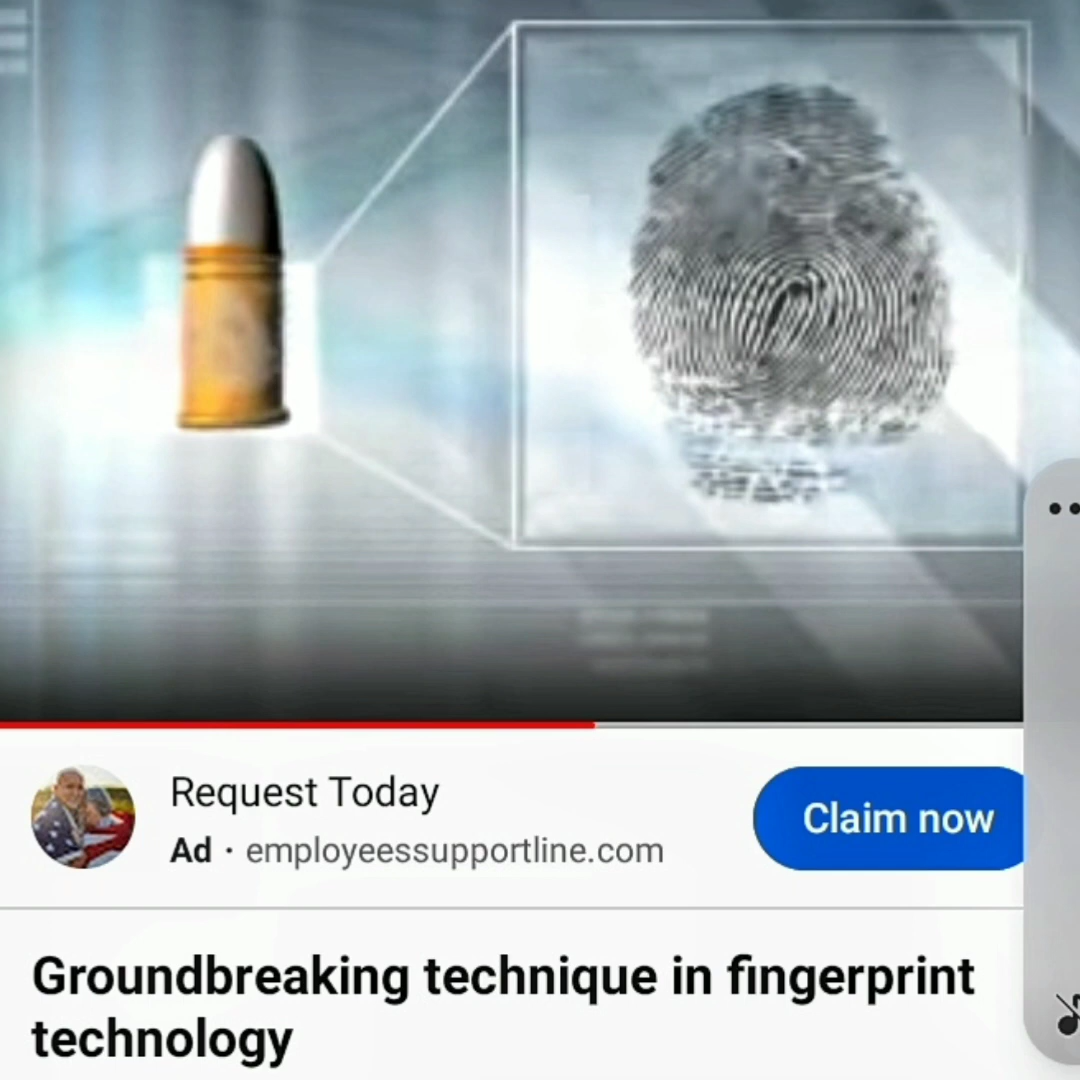 Request Today
Claim now
Ad · employeessupportline.com
Groundbreaking technique in fingerprint
technology